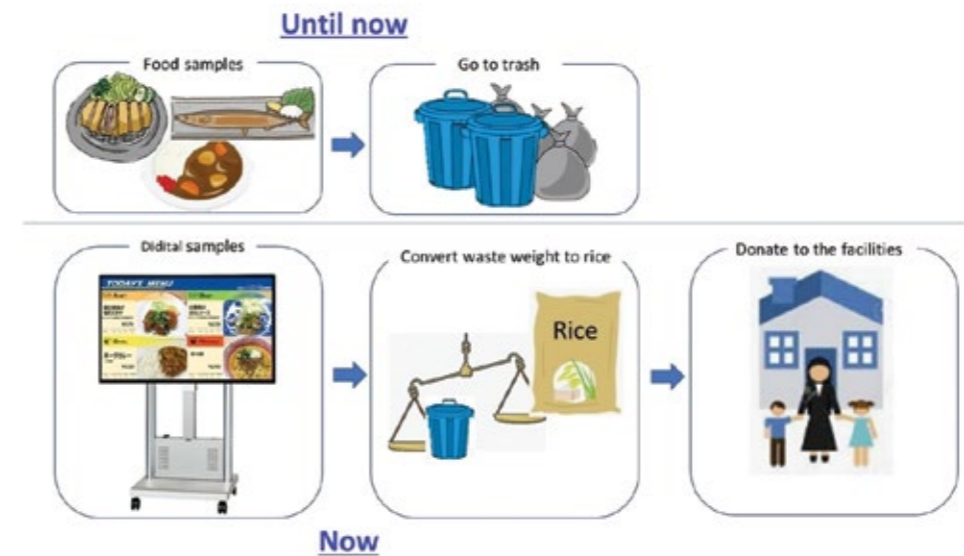 Until now
Food samples
Go to trash
Didital samples
Convert waste weight to rice
Donate to the facilities
TODAY'S MENU
Rice
Now